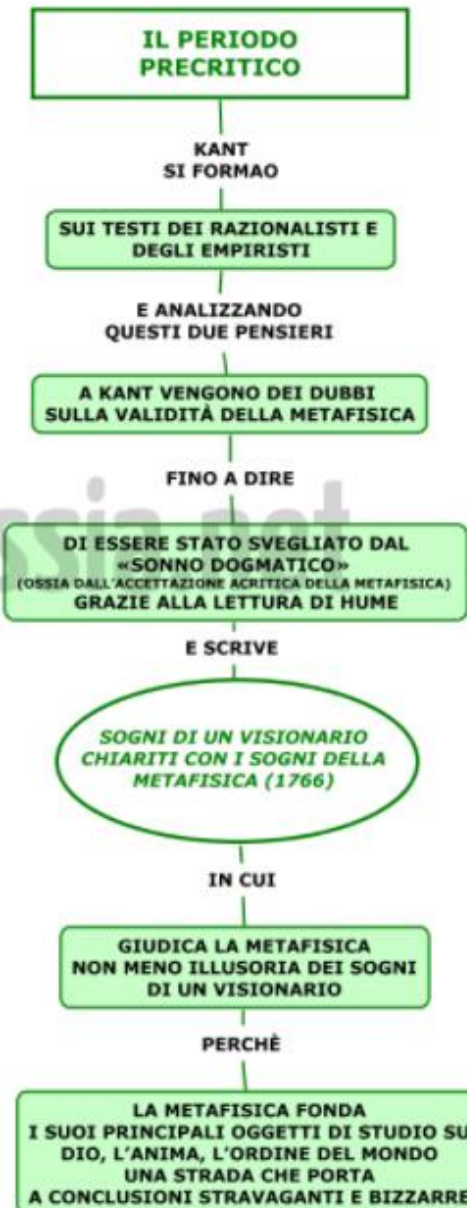 IL PERIODO
PRECRITICO
KANT
SI FORMAO
SUI TESTI DEI RAZIONALISTI E
DEGLI EMPIRISTI
E ANALIZZANDO
QUESTI DUE PENSIERI
A KANT VENGONO DEI DUBBI
SULLA VALIDITÀ DELLA METAFISICA
FINO A DIRE
DI ESSERE STATO SVEGLIATO DAL
«SONNO DOGMATICO»
(OSSIA DALL'ACCETTAZIONE ACRITICA DELLA METAFISICA)
GRAZIE ALLA LETTURA DI HUME
E SCRIVE
SOGNI DI UN VISIONARIO
CHIARITI CON I SOGNI DELLA
METAFISICA (1766)
IN CUI
GIUDICA LA METAFISICA
NON MENO ILLUSORIA DEI SOGNI
DI UN VISIONARIO
PERCHÈ
LA METAFISICA FONDA
I SUOI PRINCIPALI OGGETTI DI STUDIO SU
DIO, L'ANIMA, L'ORDINE DEL MONDO
UNA STRADA CHE PORTA
A CONCLUSIONI STRAVAGANTI E BIZZARRE